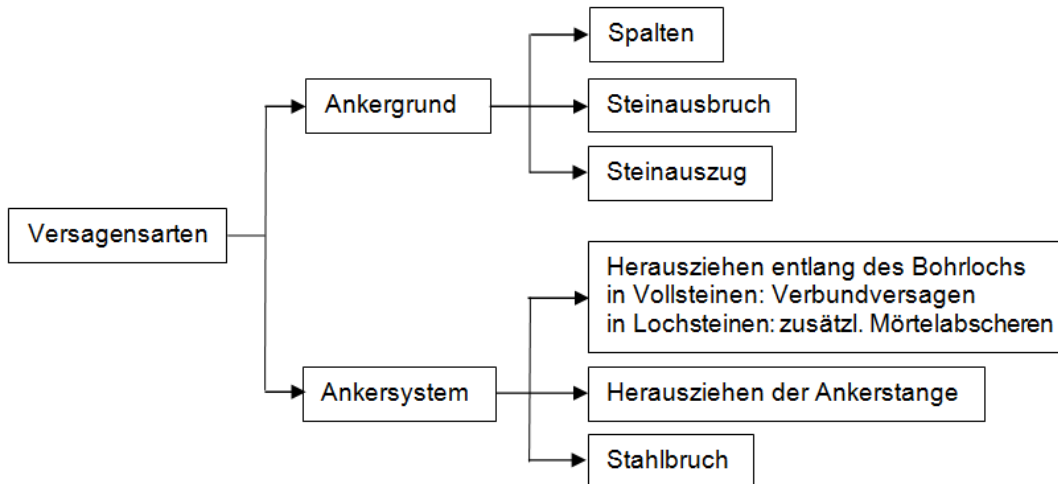 Versagensarten
Ankergrund
Spalten
Steinausbruch
Steinauszug
Ankersystem
Herausziehen entlang des Bohrlochs
in Vollsteinen: Verbundversagen
in Lochsteinen: zusätzl. Mörtelabscheren
Herausziehen der Ankerstange
Stahlbruch